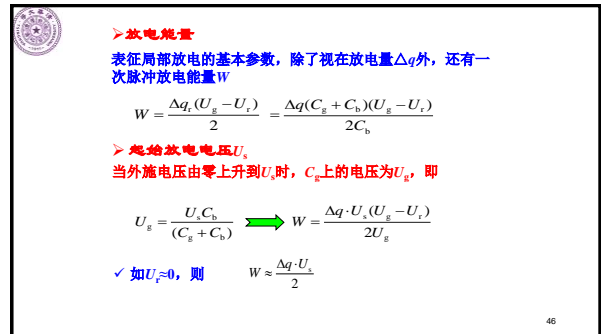 ➢放电能量
表征局部放电的基本参数，除了视在放电量△q外，还有一
次脉冲放电能量W
W = Δq_r(U_g − U_r) / 2 = Δq(C_g + C_b)(U_g − U_r) / 2C_b
➢起始放电电压U_s
当外施电压由零上升到U_s时，C_g上的电压为U_g，即
U_g = U_sC_b / (C_g + C_b) W = Δq·U_s(U_g − U_r) / 2U_g
✓ 如U_r≈0，则 W ≈ Δq·U_s / 2
46